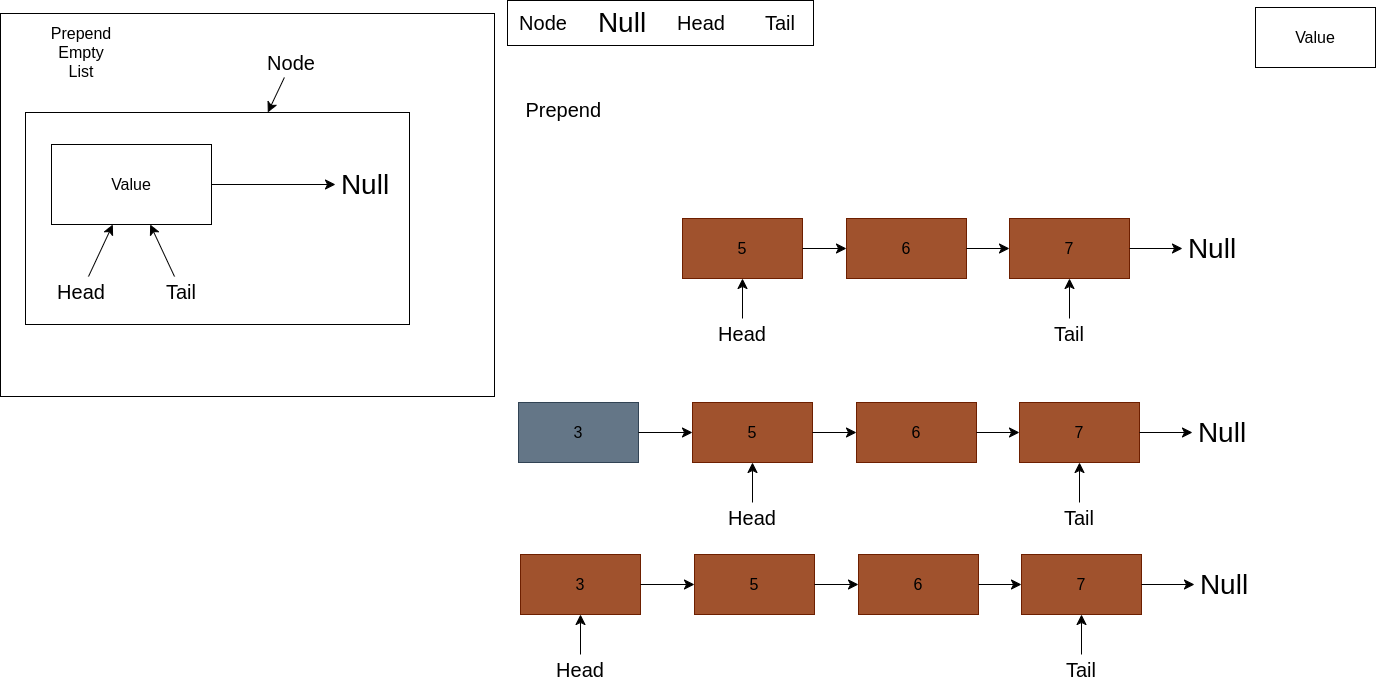 Prepend
Empty
List
Node
Value
Null
Head Tail
Node Null Head Tail
Value
Prepend
5 6 7 Null
Head Tail
3 5 6 7 Null
Head Tail
3 5 6 7 Null
Head Tail